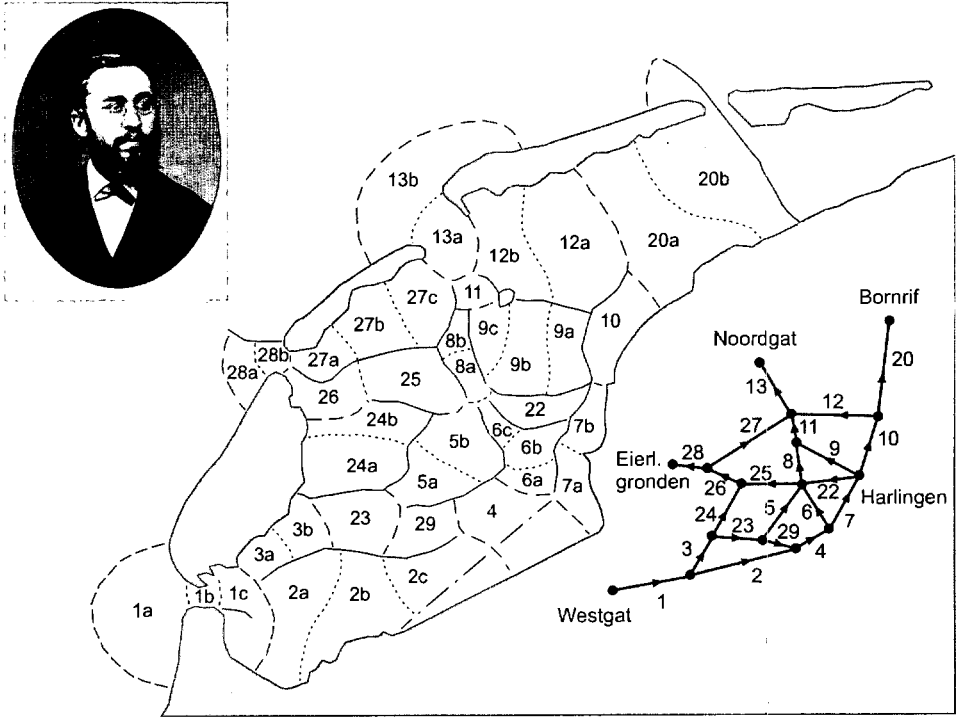 13b
20b
13a
12b
12a
20a
27c
11
10
Bornrif
27b
9c
9a
8b
Noordgat
28b
27a
8a
9b
28a
25
20
26
13
12
22
24b
27
11
10
6c
7b
5b
6b
9
24a
Eierl.
28
8
25
gronden
26
22
Harlingen
5a
6a
7a
24
5
6
7
3b
23
29
4
23
29
3a
3
4
2c
2
1a
1b
1c
2a
2b
1
Westgat